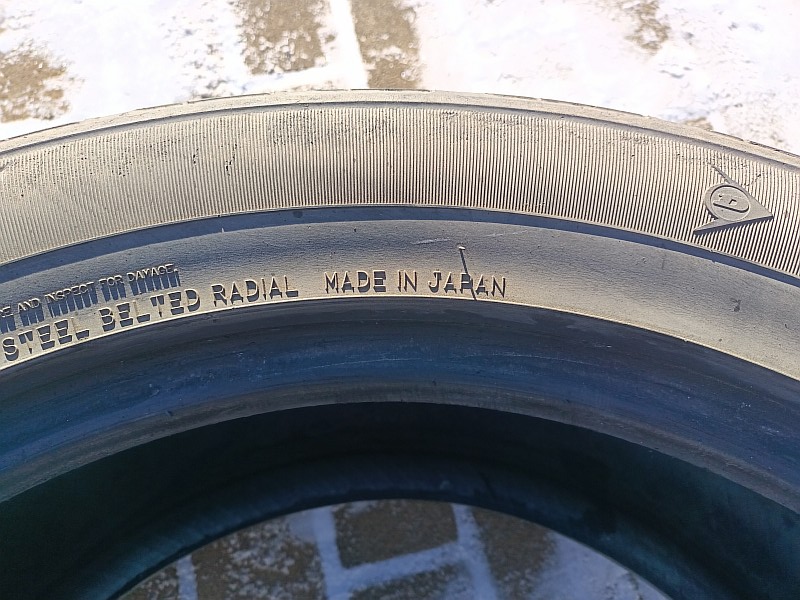 AND INSPECT FOR DAMAGE.
STEEL BELTED RADIAL MADE IN JAPAN
D